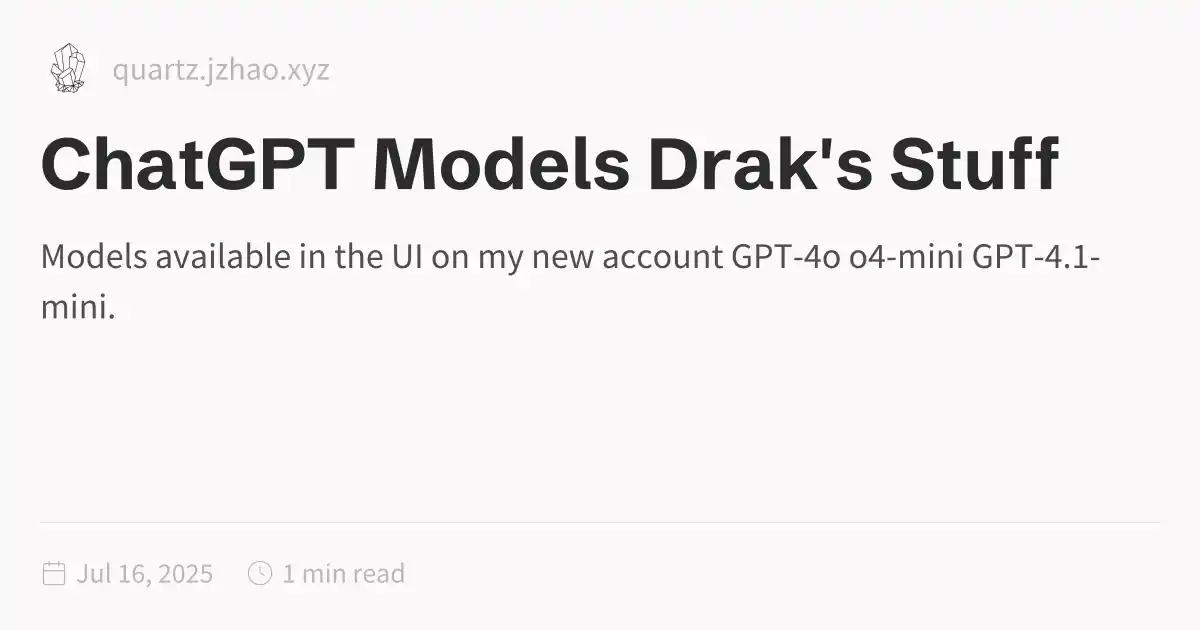 quartz.jzhao.xyz
ChatGPT Models Drak's Stuff
Models available in the UI on my new account GPT-4o o4-mini GPT-4.1-
mini.
Jul 16, 2025 1 min read